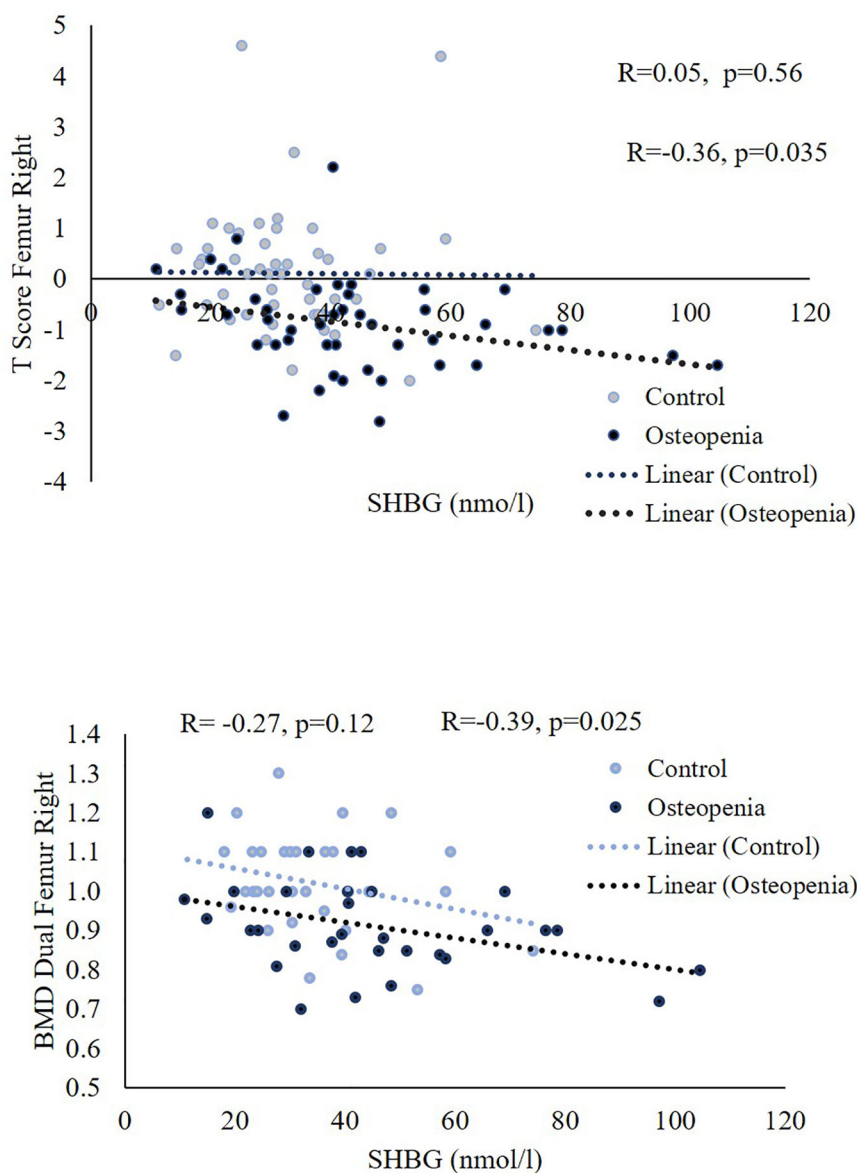 5
4
R=0.05, p=0.56
3
R=-0.36, p=0.035
2
1
0
0 20 40 60 80 100 120
-1
-2
-3
-4
T Score Femur Right
Control
Osteopenia
Linear (Control)
Linear (Osteopenia)
SHBG (nmo/l)
R= -0.27, p=0.12 R=-0.39, p=0.025
1.4
1.3
1.2
1.1
1.0
0.9
0.8
0.7
0.6
0.5
BMD Dual Femur Right
Control
Osteopenia
Linear (Control)
Linear (Osteopenia)
0 20 40 60 80 100 120
SHBG (nmol/l)